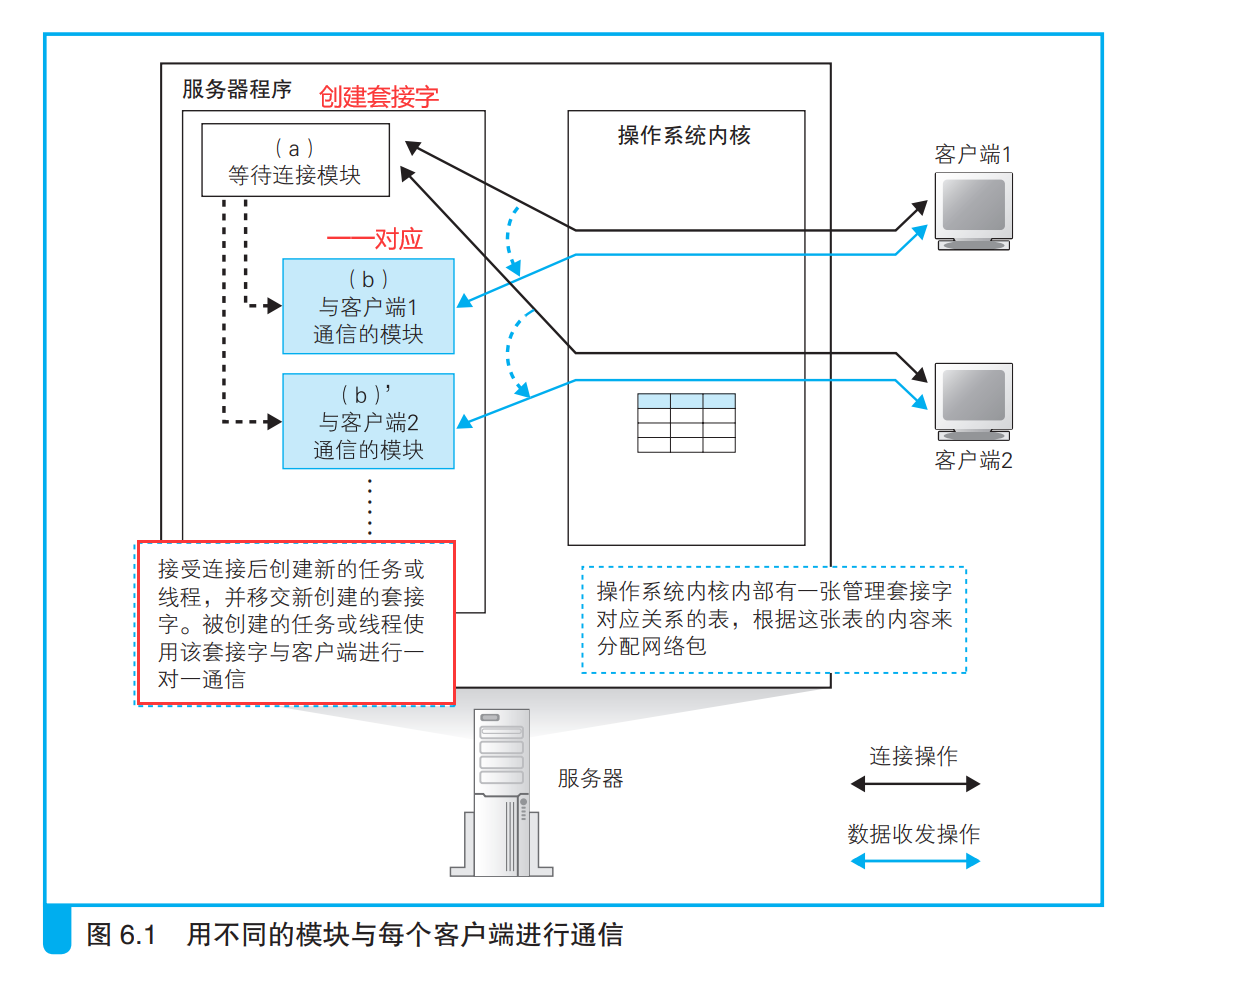 服务器程序
创建套接字
(a)
等待连接模块
操作系统内核
客户端1
一一对应
(b)
与客户端1
通信的模块
(b)’
与客户端2
通信的模块
客户端2
接受连接后创建新的任务或
线程，并移交新创建的套接
字。被创建的任务或线程使
用该套接字与客户端进行一
对一通信
操作系统内核内部有一张管理套接字
对应关系的表，根据这张表的内容来
分配网络包
服务器
连接操作
数据收发操作
图 6.1 用不同的模块与每个客户端进行通信